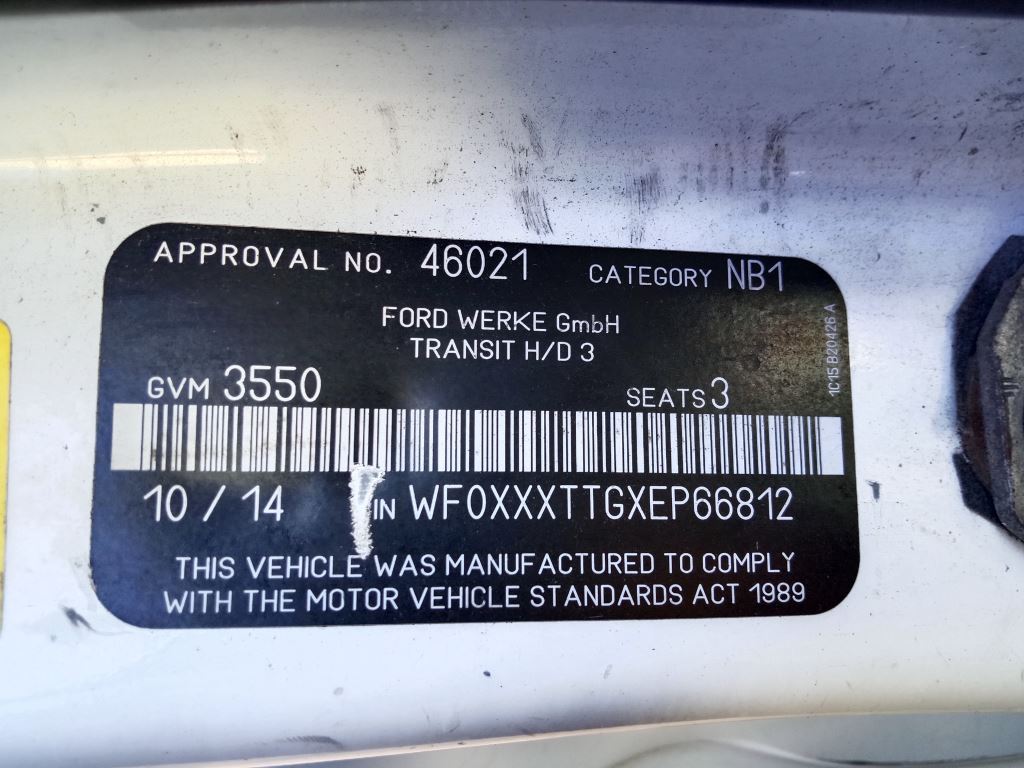 APPROVAL NO. 46021 CATEGORY NB1
FORD WERKE GmbH
TRANSIT H/D 3
GVM 3550 SEATS 3
10 / 14 IN WF0XXXTTGXEP66812
THIS VEHICLE WAS MANUFACTURED TO COMPLY
WITH THE MOTOR VEHICLE STANDARDS ACT 1989
1C15 B20426 A